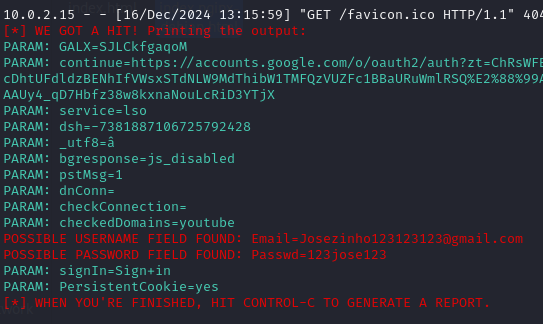 10.0.2.15 - - [16/Dec/2024 13:15:59] "GET /favicon.ico HTTP/1.1" 404
[*] WE GOT A HIT! Printing the output:
PARAM: GALX=SJLCkfgaqoM
PARAM: continue=https://accounts.google.com/o/oauth2/auth?zt=ChRsWFB
cDhtUFdldzBENhIfVWsxSTdNLW9MdThibW1TMFQzVUZFc1BBaURuWmlRSQ%E2%88%99A
AAUy4_qD7Hbfz38w8kxnaNouLcRiD3YTjX
PARAM: service=lso
PARAM: dsh=-7381887106725792428
PARAM: _utf8=â
PARAM: bgresponse=js_disabled
PARAM: pstMsg=1
PARAM: dnConn=
PARAM: checkConnection=
PARAM: checkedDomains=youtube
POSSIBLE USERNAME FIELD FOUND: Email=Josezinho123123123@gmail.com
POSSIBLE PASSWORD FIELD FOUND: Passwd=123jose123
PARAM: signIn=Sign+in
PARAM: PersistentCookie=yes
[*] WHEN YOU'RE FINISHED, HIT CONTROL-C TO GENERATE A REPORT.